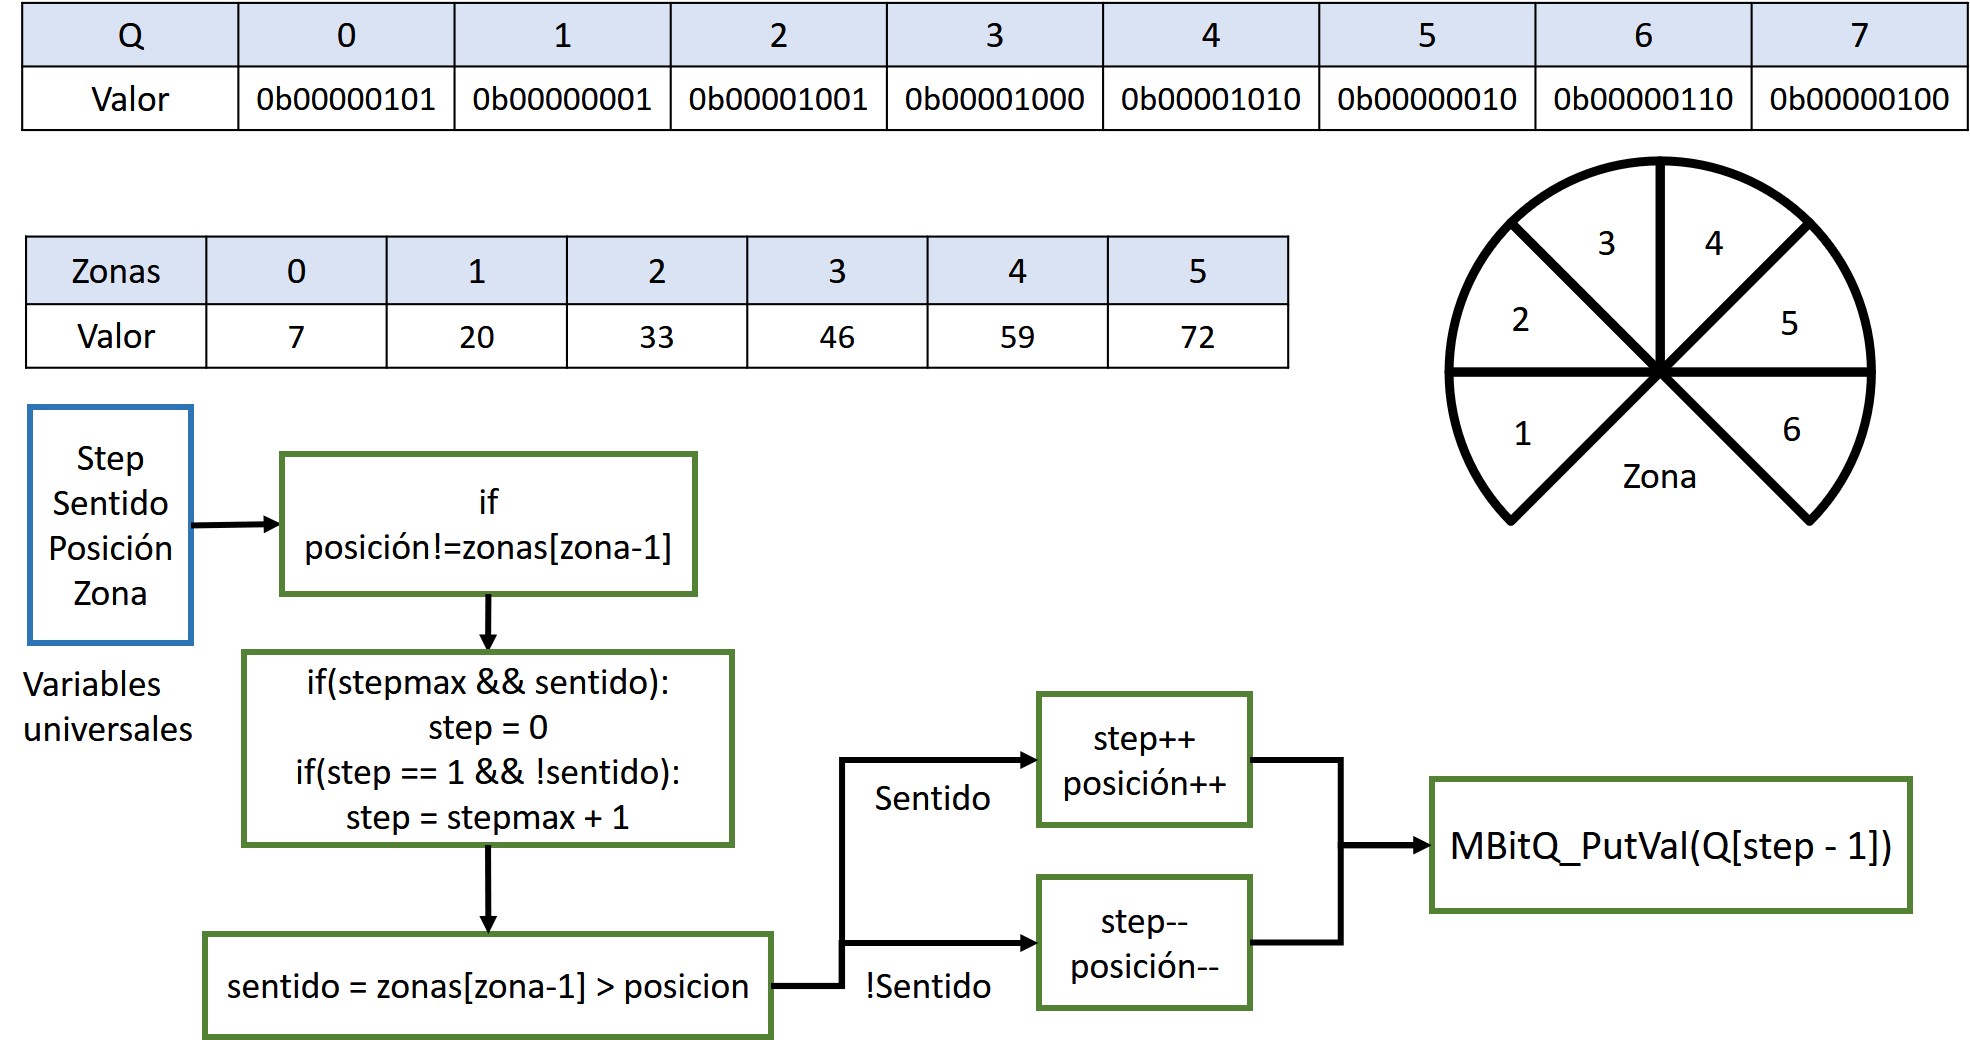 Q 0 1 2 3 4 5 6 7
Valor 0b00000101 0b00000001 0b00001001 0b00001000 0b00001010 0b00000010 0b00000110 0b00000100
Zonas 0 1 2 3 4 5
Valor 7 20 33 46 59 72
3 4
2 5
1 6
Zona
Step
Sentido
Posición
Zona
Variables
universales
if
posición!=zonas[zona-1]
if(stepmax && sentido):
step = 0
if(step == 1 && !sentido):
step = stepmax + 1
sentido = zonas[zona-1] > posicion
Sentido
!Sentido
step++
posición++
step--
posición--
MBitQ_PutVal(Q[step - 1])